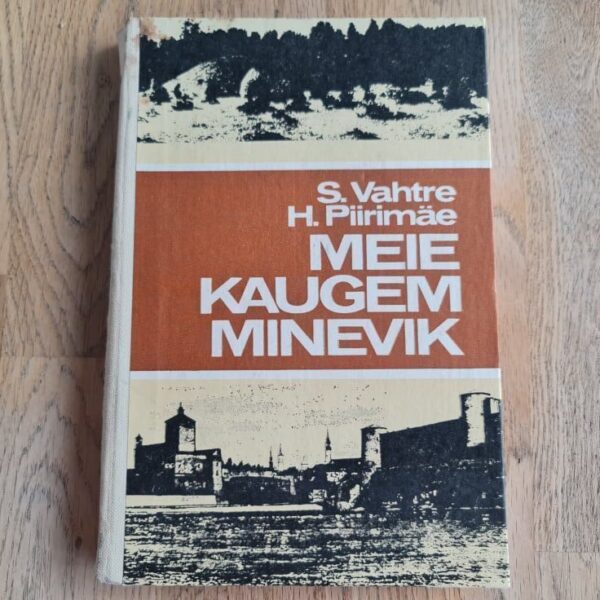 S. Vahtre
H. Piirimäe
MEIE
KAUGEM
MINEVIK